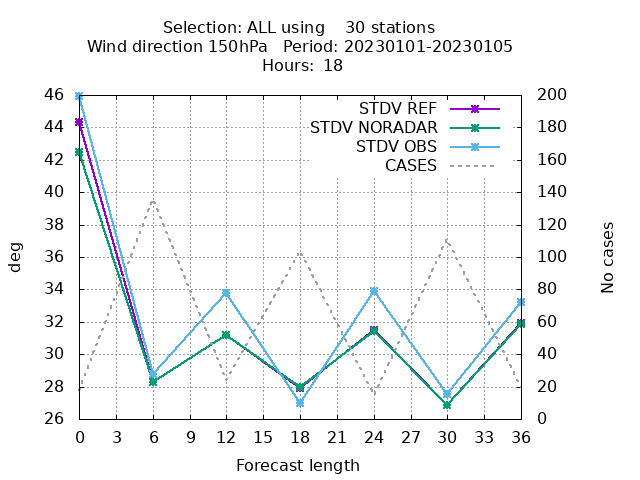 Selection: ALL using    30 stations
Wind direction 150hPa   Period: 20230101-20230105
Hours: 18
STDV REF
STDV NORADAR
STDV OBS
CASES
deg
46
44
42
40
38
36
34
32
30
28
26
200
180
160
140
120
100
80
60
40
20
0
No cases
0 3 6 9 12 15 18 21 24 27 30 33 36
Forecast length